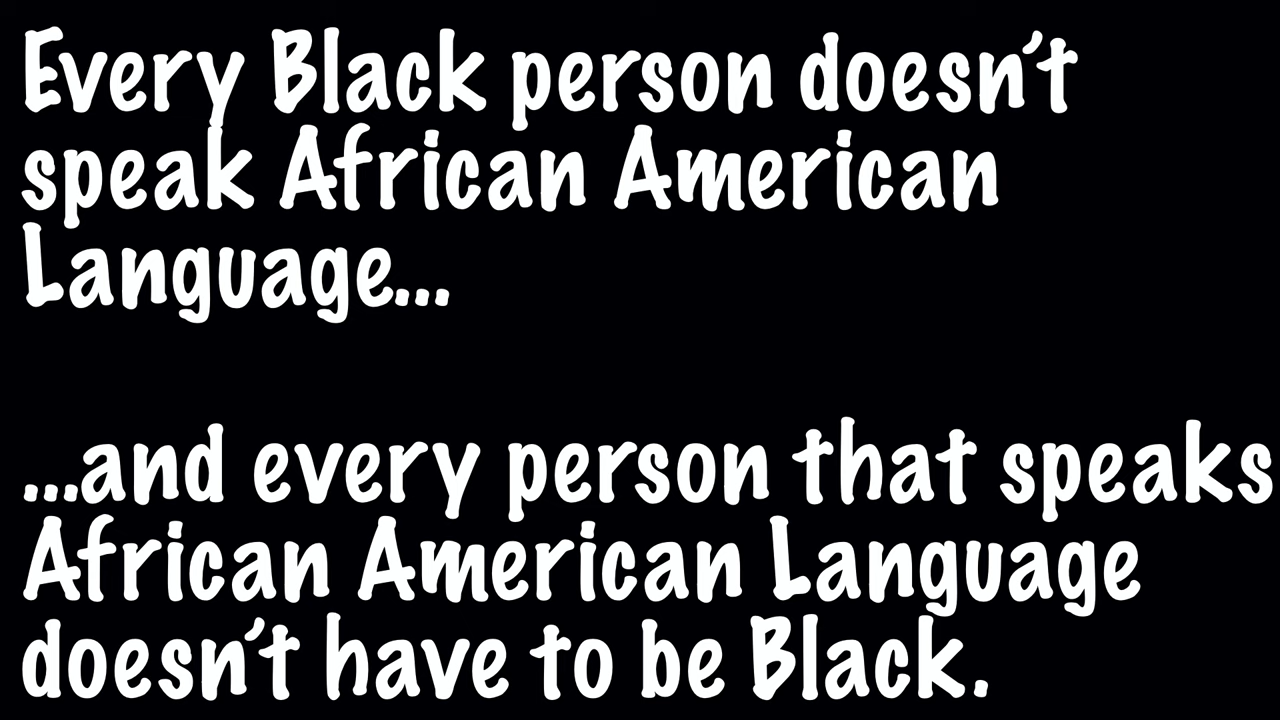 Every Black person doesn't
speak African American
Language...
...and every person that speaks
African American Language
doesn't have to be Black.